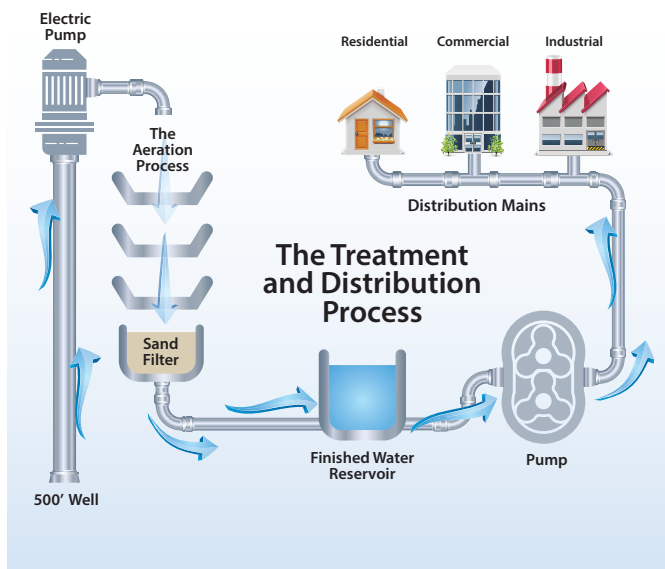 Electric
Pump
Residential
Commercial
Industrial
The
Aeration
Process
Distribution Mains
The Treatment
and Distribution
Process
Sand
Filter
Finished Water
Reservoir
Pump
500’ Well